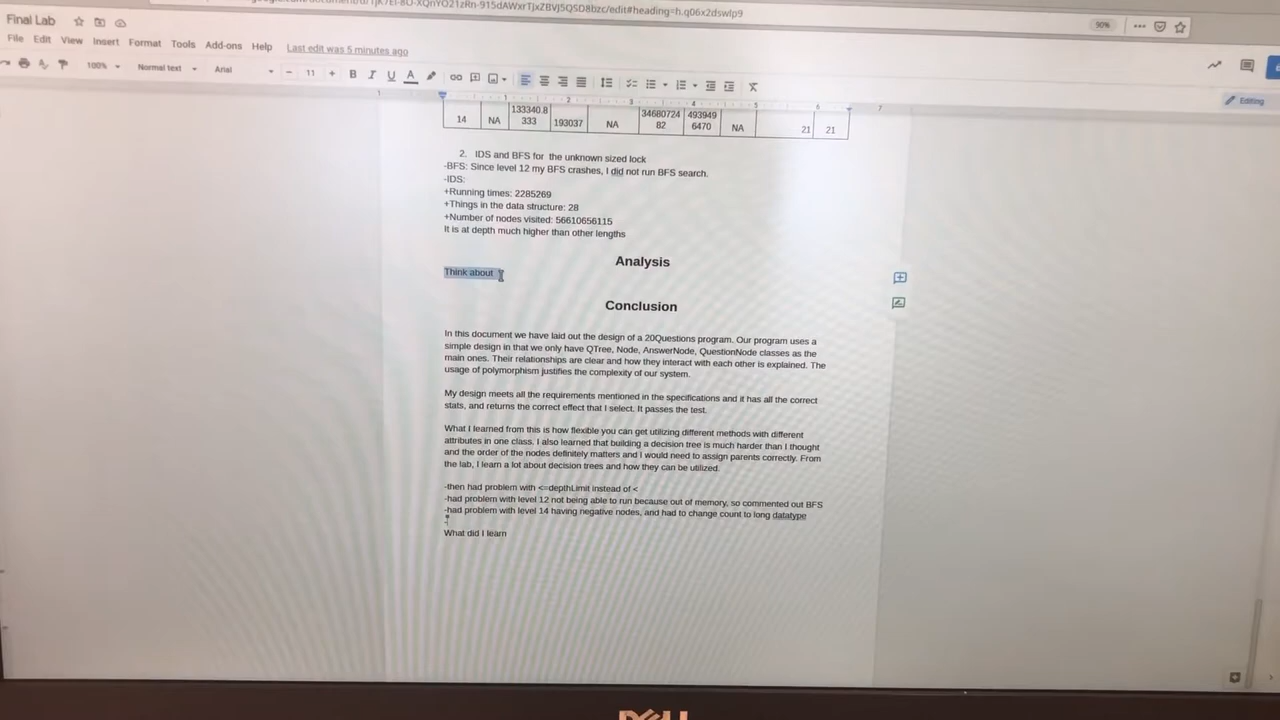 Final Lab
90%
File Edit View Insert Format Tools Add-ons Help Last edit was 5 minutes ago
100% Normal text Arial 11
Editing
14 NA 133340.8333 193037 NA 3468072482 4939496470 NA 21 21
2. IDS and BFS for the unknown sized lock
-BFS: Since level 12 my BFS crashes, I did not run BFS search.
-IDS:
+Running times: 2285269
+Things in the data structure: 28
+Number of nodes visited: 56610656115
It is at depth much higher than other lengths
Analysis
Think about
Conclusion
In this document we have laid out the design of a 20Questions program. Our program uses a
simple design in that we only have QTree, Node, AnswerNode, QuestionNode classes as the
main ones. Their relationships are clear and how they interact with each other is explained. The
usage of polymorphism justifies the complexity of our system.
My design meets all the requirements mentioned in the specifications and it has all the correct
stats, and returns the correct effect that I select. It passes the test.
What I learned from this is how flexible you can get utilizing different methods with different
attributes in one class. I also learned that building a decision tree is much harder than I thought
and the order of the nodes definitely matters and I would need to assign parents correctly. From
the lab, I learn a lot about decision trees and how they can be utilized.
-then had problem with <=depthLimit instead of <
-had problem with level 12 not being able to run because out of memory, so commented out BFS
-had problem with level 14 having negative nodes, and had to change count to long datatype
-
What did I learn
DELL